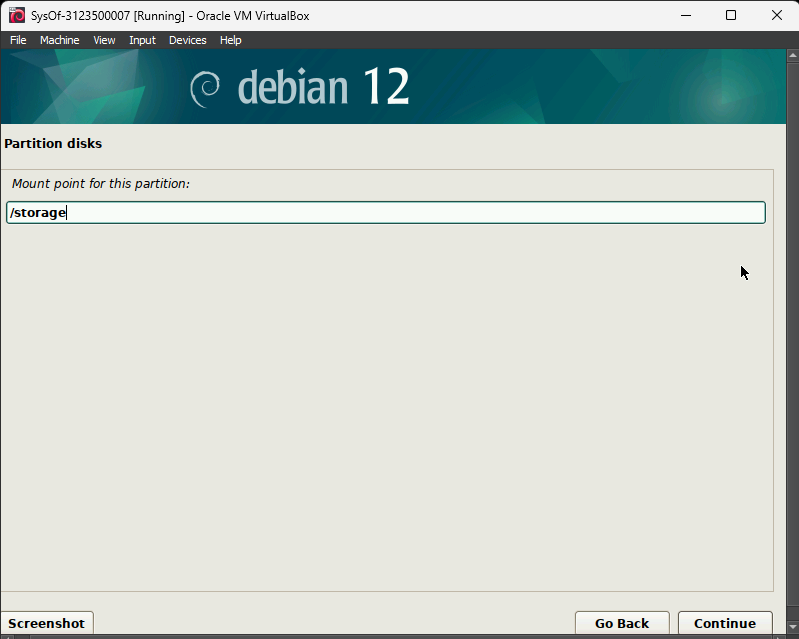 SysOf-3123500007 [Running] - Oracle VM VirtualBox
File Machine View Input Devices Help
debian 12
Partition disks
Mount point for this partition:
/storage
Screenshot Go Back Continue